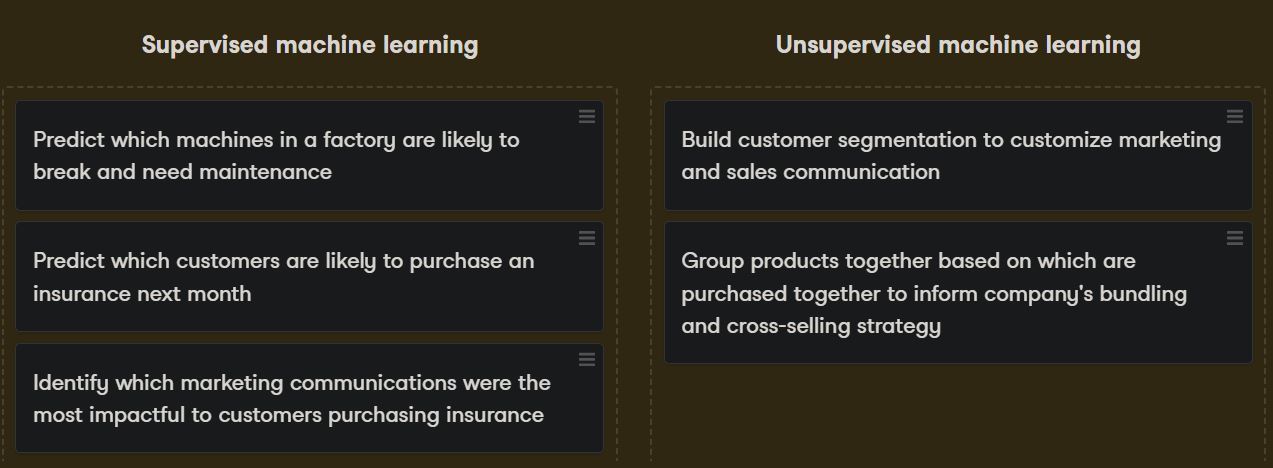 Supervised machine learning
Predict which machines in a factory are likely to
break and need maintenance
Predict which customers are likely to purchase an
insurance next month
Identify which marketing communications were the
most impactful to customers purchasing insurance
Unsupervised machine learning
Build customer segmentation to customize marketing
and sales communication
Group products together based on which are
purchased together to inform company's bundling
and cross-selling strategy